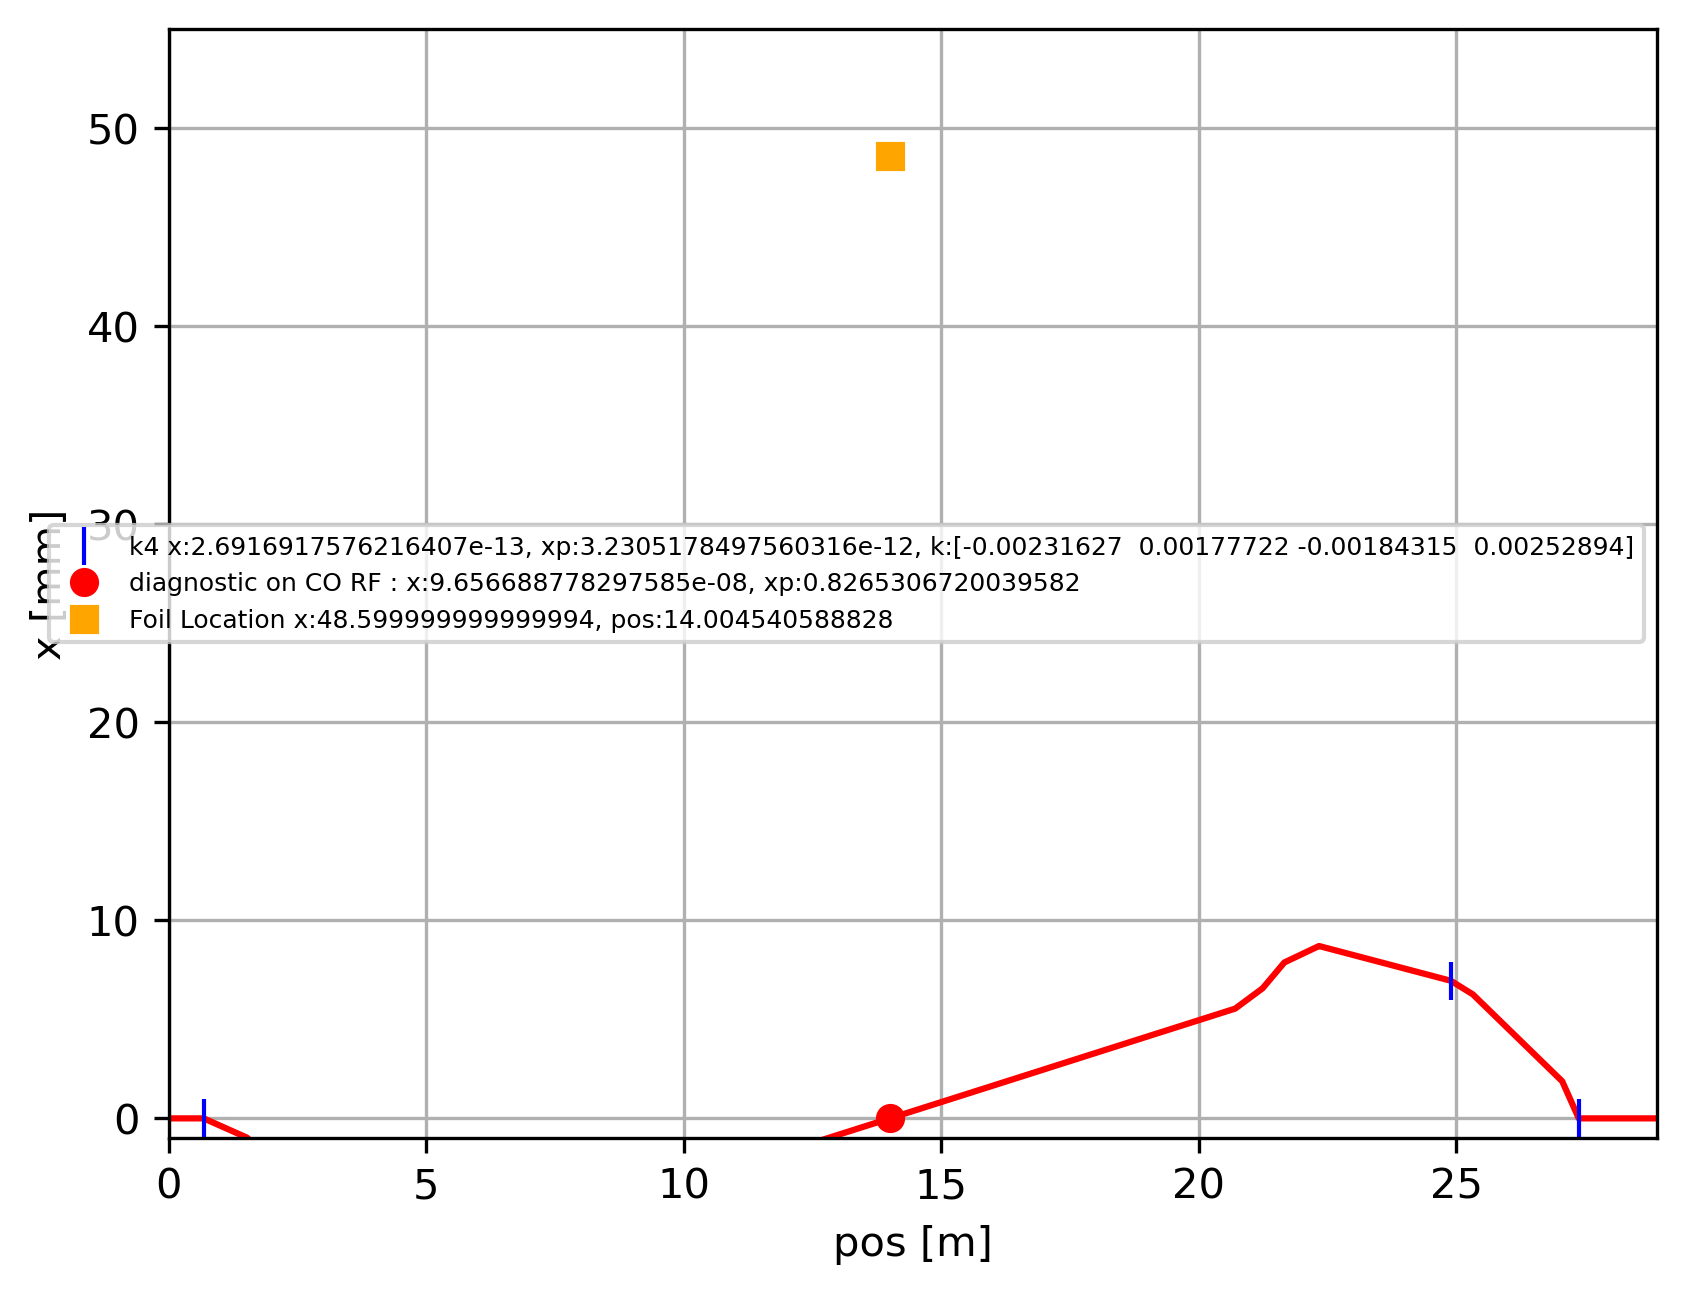 50
40
30
20
10
0
x [mm]
k4 x:2.6916917576216407e-13, xp:3.2305178497560316e-12, k:[-0.00231627  0.00177722 -0.00184315  0.00252894]
diagnostic on CO RF : x:9.656688778297585e-08, xp:0.8265306720039582
Foil Location x:48.599999999999994, pos:14.004540588828
0 5 10 15 20 25
pos [m]